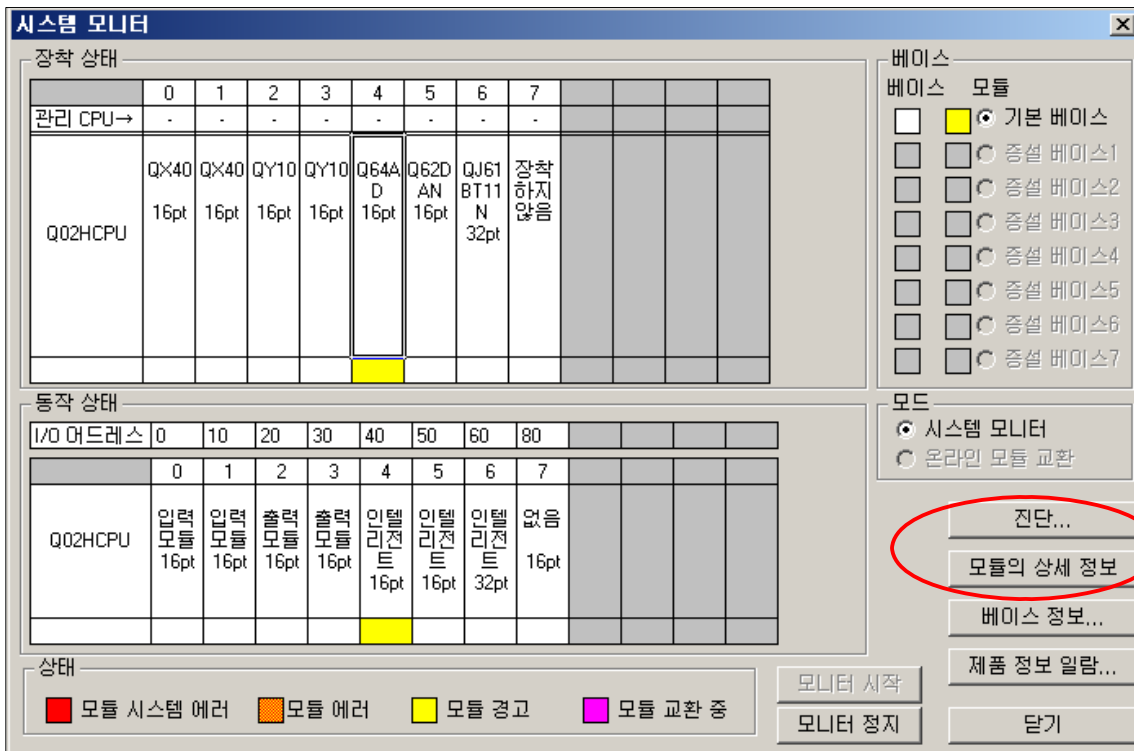 시스템 모니터
장착 상태
0 1 2 3 4 5 6 7
관리 CPU→ - - - - - - - -
Q02HCPU
QX40 16pt
QX40 16pt
QY10 16pt
QY10 16pt
Q64A
D
16pt
Q62D
AN
16pt
QJ61
BT11
N
32pt
장착
하지
않음
베이스
베이스 모듈
기본 베이스
증설 베이스1
증설 베이스2
증설 베이스3
증설 베이스4
증설 베이스5
증설 베이스6
증설 베이스7
동작 상태
I/O 어드레스 0 10 20 30 40 50 60 80
0 1 2 3 4 5 6 7
Q02HCPU
입력
모듈
16pt
입력
모듈
16pt
출력
모듈
16pt
출력
모듈
16pt
인텔
리전
트
16pt
인텔
리전
트
16pt
인텔
리전
트
32pt
없음
16pt
모드
시스템 모니터
온라인 모듈 교환
진단...
모듈의 상세 정보
베이스 정보...
제품 정보 일람...
상태
모듈 시스템 에러 모듈 에러 모듈 경고 모듈 교환 중
모니터 시작
모니터 정지
닫기